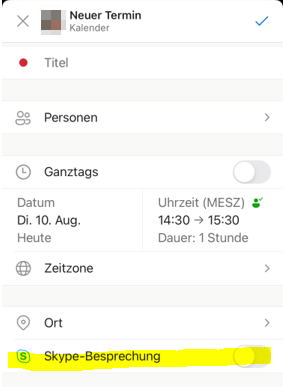 Neuer Termin
Kalender
Titel
Personen
Ganztags
Datum
Di. 10. Aug.
Heute
Uhrzeit (MESZ)
14:30 → 15:30
Dauer: 1 Stunde
Zeitzone
Ort
Skype-Besprechung